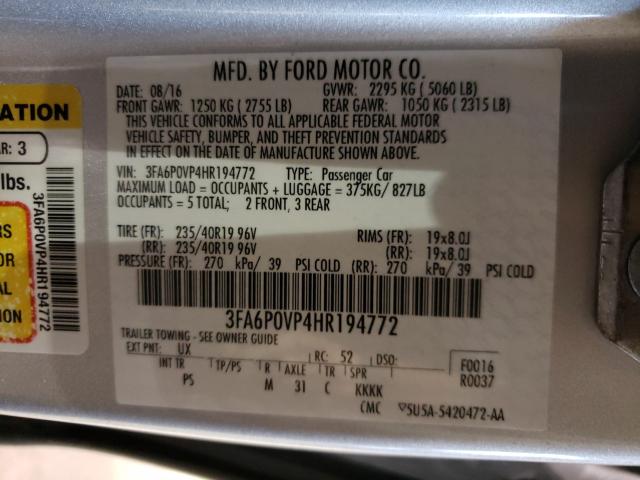 MFD. BY FORD MOTOR CO.
DATE: 08/16 GVWR: 2295 KG ( 5060 LB)
FRONT GAWR: 1250 KG ( 2755 LB) REAR GAWR: 1050 KG ( 2315 LB)
THIS VEHICLE CONFORMS TO ALL APPLICABLE FEDERAL MOTOR
VEHICLE SAFETY, BUMPER, AND THEFT PREVENTION STANDARDS
IN EFFECT ON THE DATE OF MANUFACTURE SHOWN ABOVE.
VIN: 3FA6P0VP4HR194772 TYPE: Passenger Car
MAXIMUM LOAD = OCCUPANTS + LUGGAGE = 375KG/ 827LB
OCCUPANTS = 5 TOTAL; 2 FRONT, 3 REAR
TIRE (FR): 235/40R19 96V RIMS (FR): 19x8.0J
(RR): 235/40R19 96V (RR): 19x8.0J
PRESSURE (FR): 270 kPa/ 39 PSI COLD (RR): 270 kPa/ 39 PSI COLD
3FA6P0VP4HR194772
TRAILER TOWING - SEE OWNER GUIDE
EXT PNT: UX RC: 52 DSO: F0016
INT TR TP/PS R AXLE TR SPR R0037
PS M 31 C KKKK
CMC 5U5A-5420472-AA
ATION
AR: 3
lbs.
RS
OR
AL
ION
3FA6P0VP4HR194772